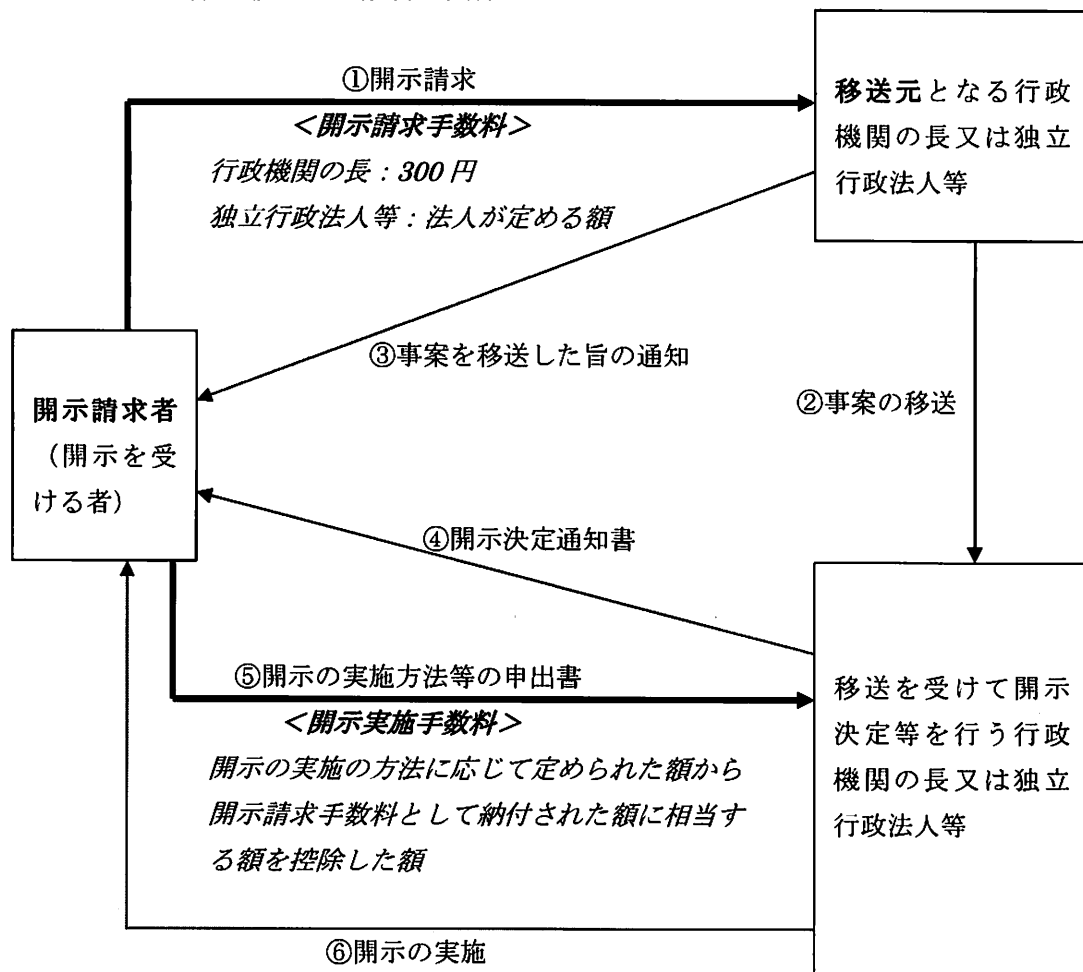 ①開示請求
＜開示請求手数料＞
行政機関の長：300 円
独立行政法人等：法人が定める額
移送元となる行政
機関の長又は独立
行政法人等
③事案を移送した旨の通知
②事案の移送
開示請求者
（開示を受
ける者）
④開示決定通知書
⑤開示の実施方法等の申出書
＜開示実施手数料＞
開示の実施の方法に応じて定められた額から
開示請求手数料として納付された額に相当す
る額を控除した額
移送を受けて開示
決定等を行う行政
機関の長又は独立
行政法人等
⑥開示の実施